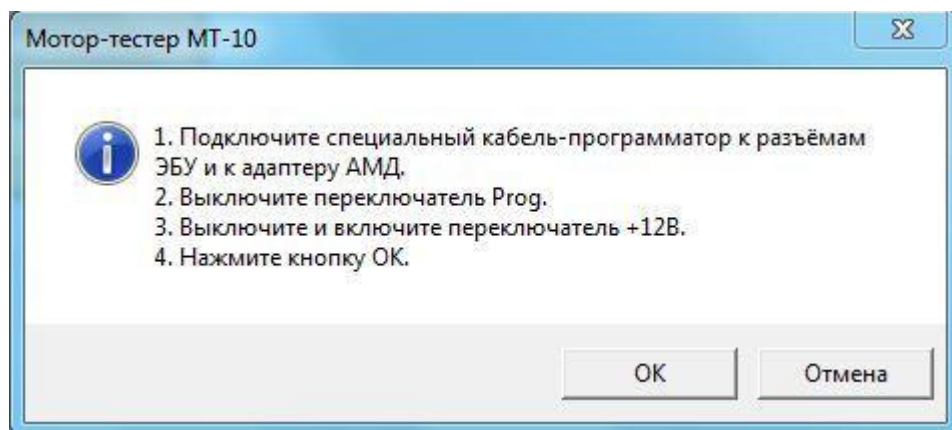 Мотор-тестер МТ-10
1. Подключите специальный кабель-программатор к разъёмам
ЭБУ и к адаптеру АМД.
2. Выключите переключатель Prog.
3. Выключите и включите переключатель +12В.
4. Нажмите кнопку ОК.
ОК
Отмена